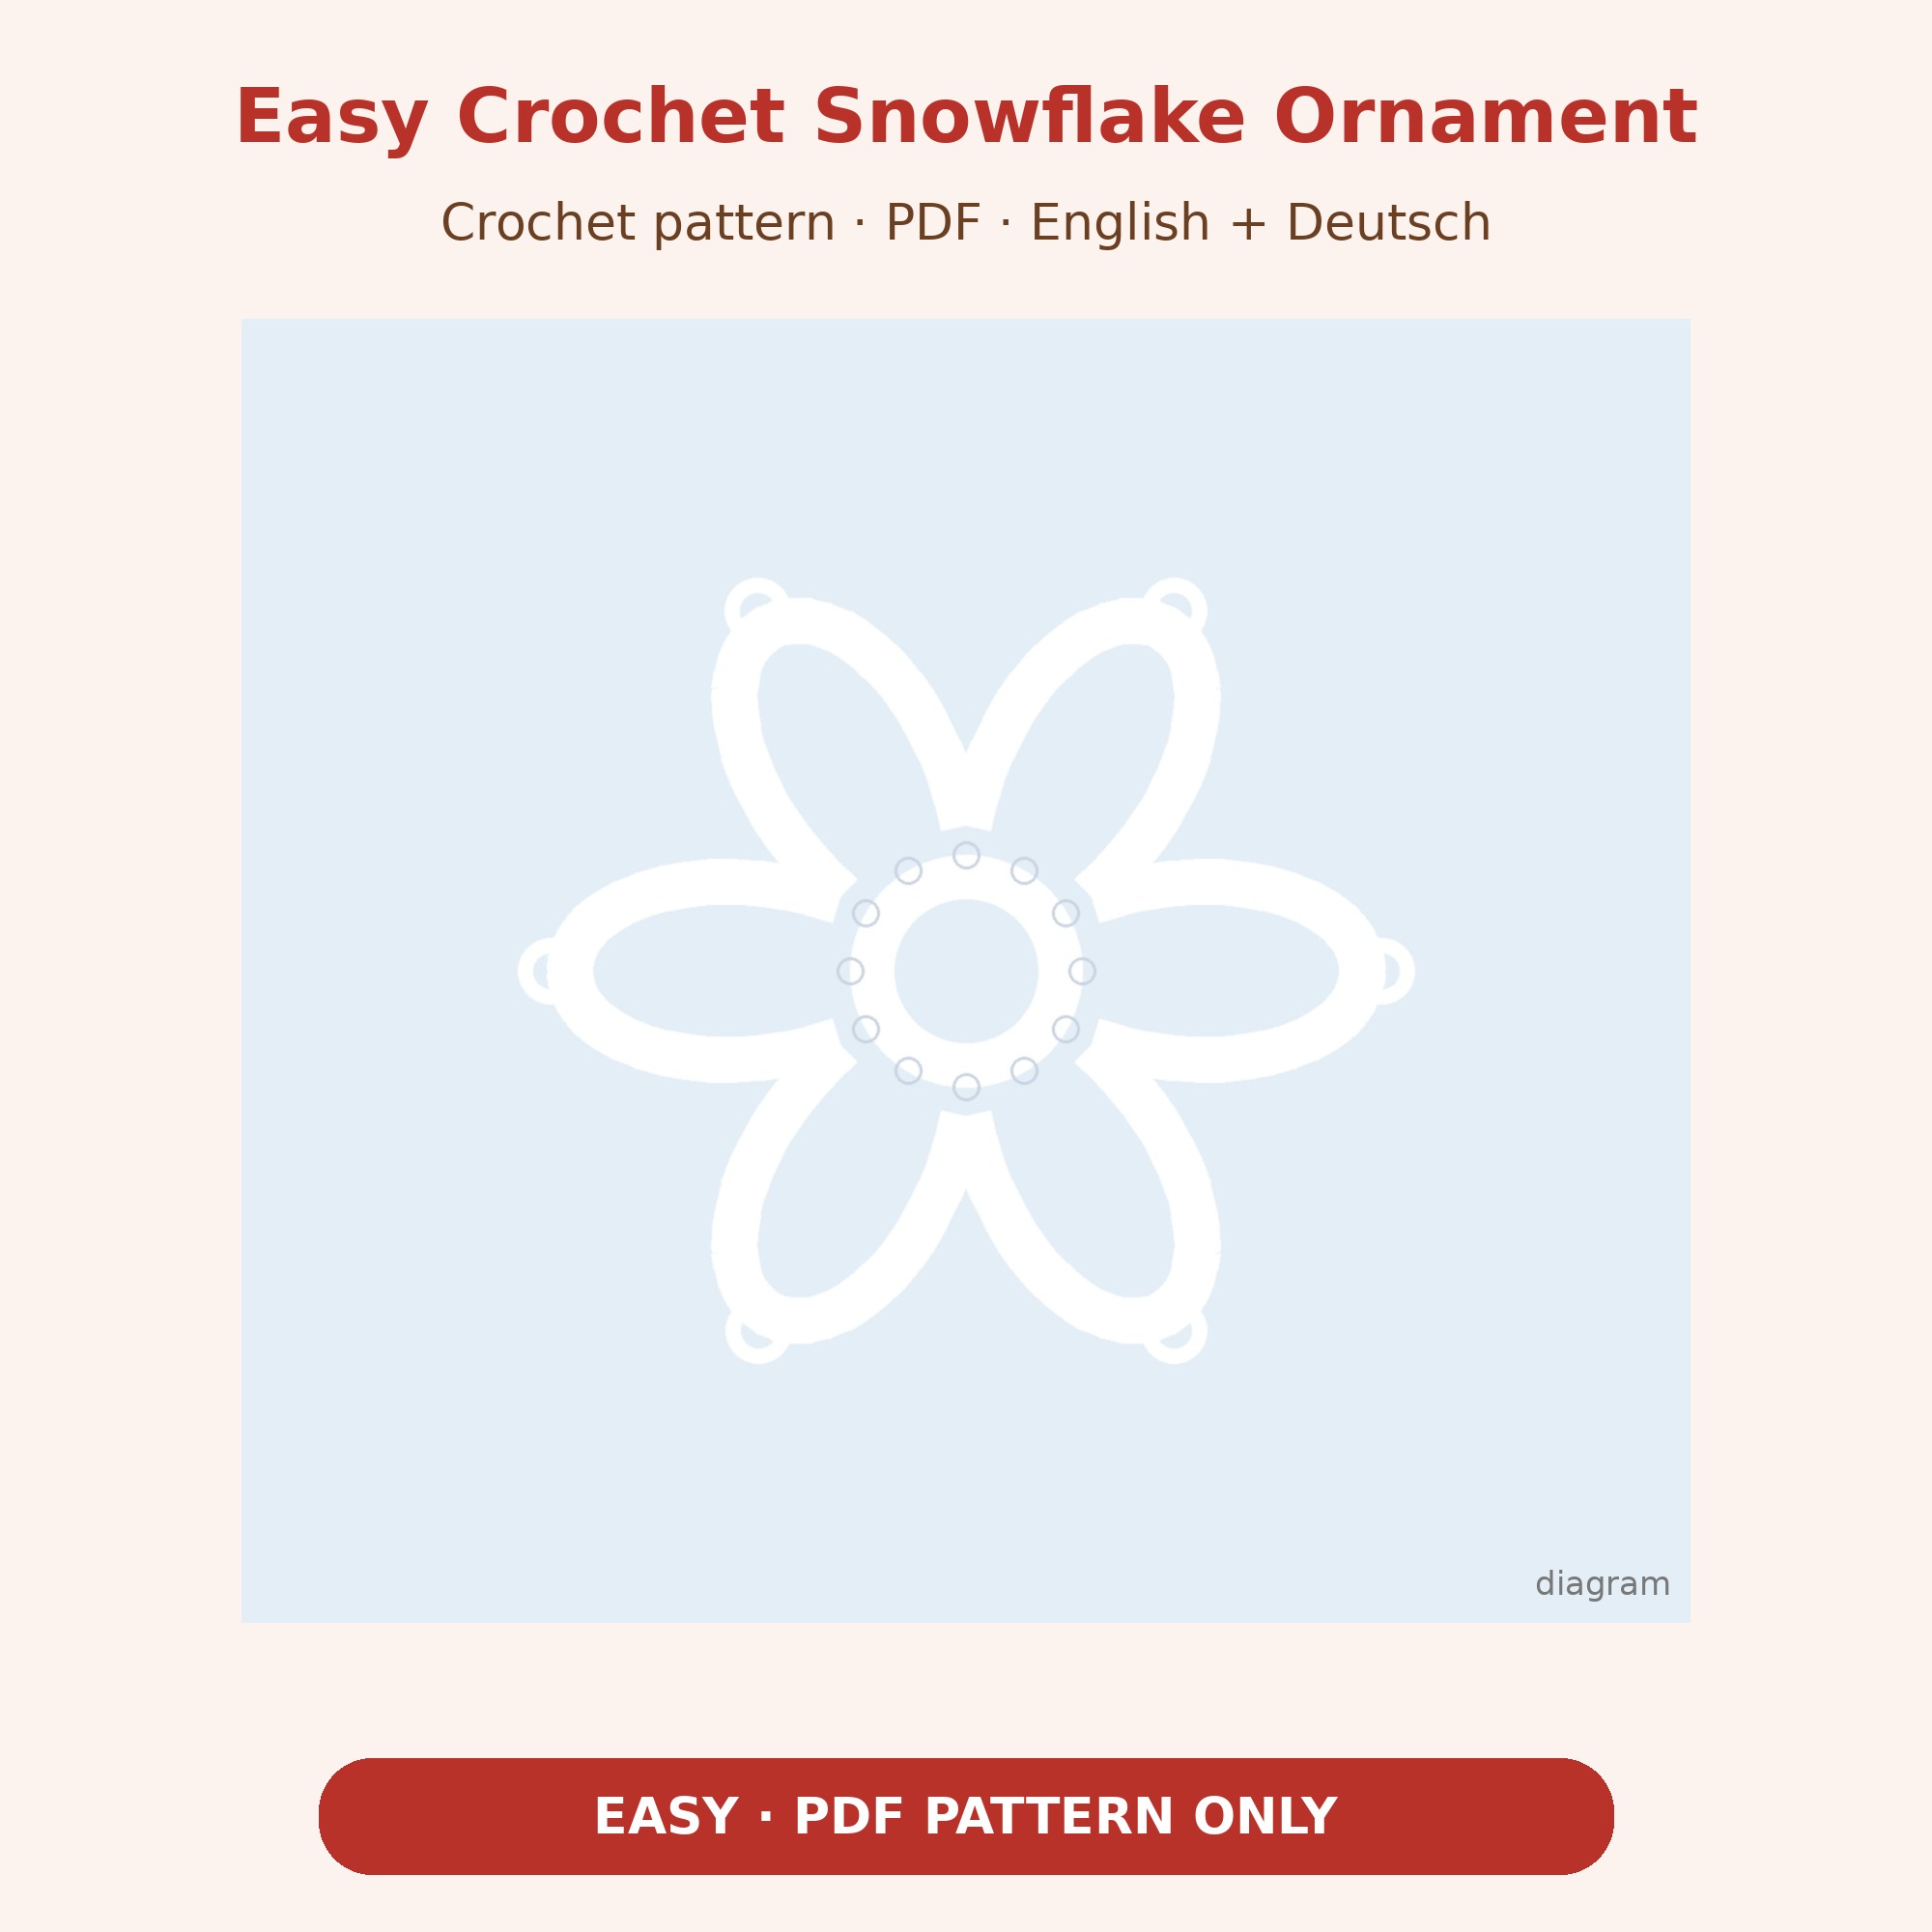 Easy Crochet Snowflake Ornament
Crochet pattern · PDF · English + Deutsch
diagram
EASY · PDF PATTERN ONLY